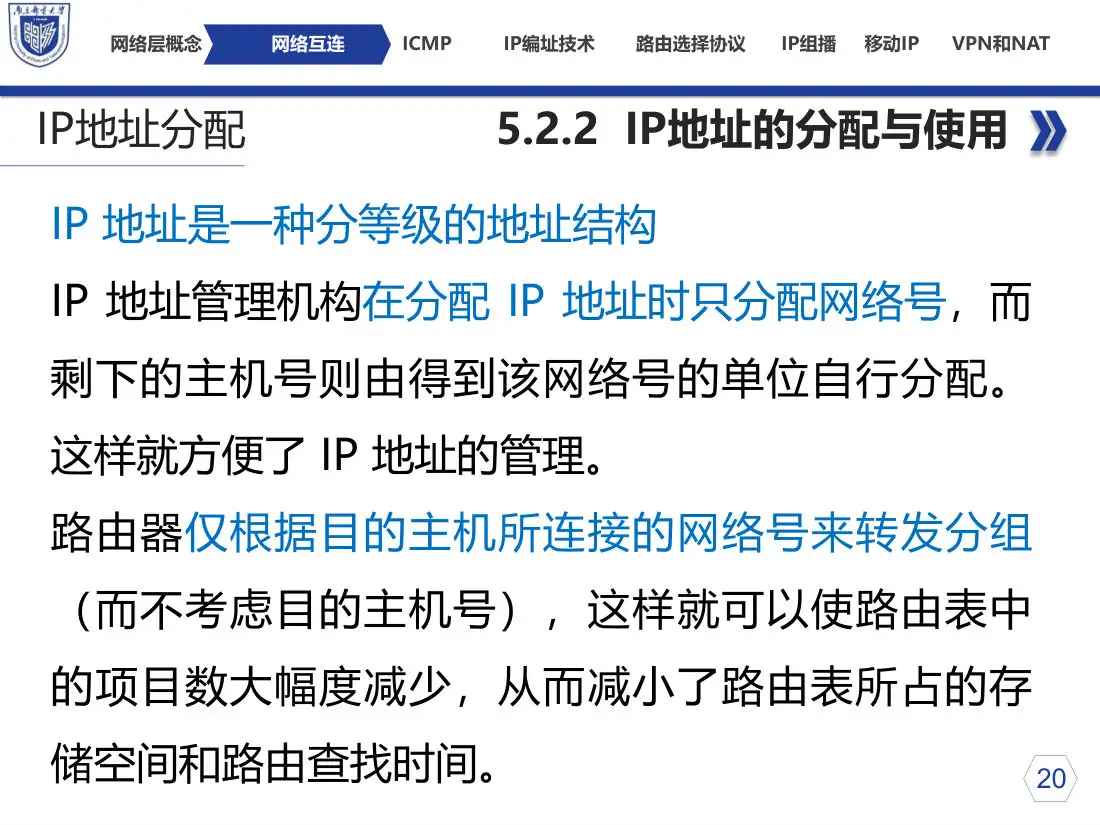 南京邮电大学
网络层概念 网络互连 ICMP IP编址技术 路由选择协议 IP组播 移动IP VPN和NAT
IP地址分配
5.2.2 IP地址的分配与使用
IP 地址是一种分等级的地址结构
IP 地址管理机构在分配 IP 地址时只分配网络号，而
剩下的主机号则由得到该网络号的单位自行分配。
这样就方便了 IP 地址的管理。
路由器仅根据目的主机所连接的网络号来转发分组
（而不考虑目的主机号），这样就可以使路由表中
的项目数大幅度减少，从而减小了路由表所占的存
储空间和路由查找时间。
20